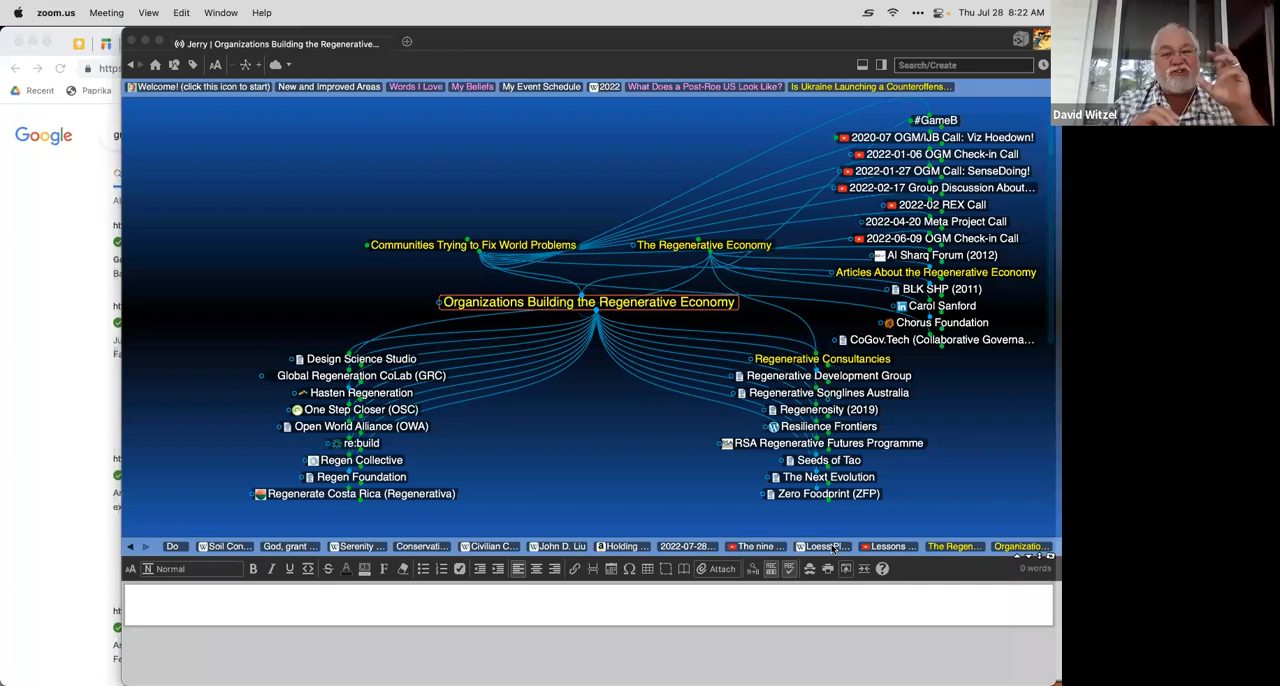 zoom.us Meeting View Edit Window Help Thu Jul 28 8:22 AM
Jerry | Organizations Building the Regenerative...
https
AA Search/Create
Recent Paprika
Welcome! (click this icon to start) New and Improved Areas Words I Love My Beliefs My Event Schedule 2022 What Does a Post-Roe US Look Like? Is Ukraine Launching a Counteroffens...
David Witzel
Google
#GameB
2020-07 OGM/IJB Call: Viz Hoedown!
2022-01-06 OGM Check-in Call
2022-01-27 OGM Call: SenseDoing!
2022-02-17 Group Discussion About...
2022-02 REX Call
2022-04-20 Meta Project Call
2022-06-09 OGM Check-in Call
Al Sharq Forum (2012)
Articles About the Regenerative Economy
BLK SHP (2011)
Carol Sanford
Chorus Foundation
CoGov.Tech (Collaborative Governa...
Communities Trying to Fix World Problems
The Regenerative Economy
Organizations Building the Regenerative Economy
Design Science Studio
Global Regeneration CoLab (GRC)
Hasten Regeneration
One Step Closer (OSC)
Open World Alliance (OWA)
re:build
Regen Collective
Regen Foundation
Regenerate Costa Rica (Regenerativa)
Regenerative Consultancies
Regenerative Development Group
Regenerative Songlines Australia
Regenerosity (2019)
Resilience Frontiers
RSA Regenerative Futures Programme
Seeds of Tao
The Next Evolution
Zero Foodprint (ZFP)
Do Soil Con... God, grant ... Serenity ... Conservati... Civilian C... John D. Liu Holding ... 2022-07-28... The nine ... Loess Pl... Lessons ... The Regen... Organizatio...
AA N Normal B I U S A F Attach 0 words